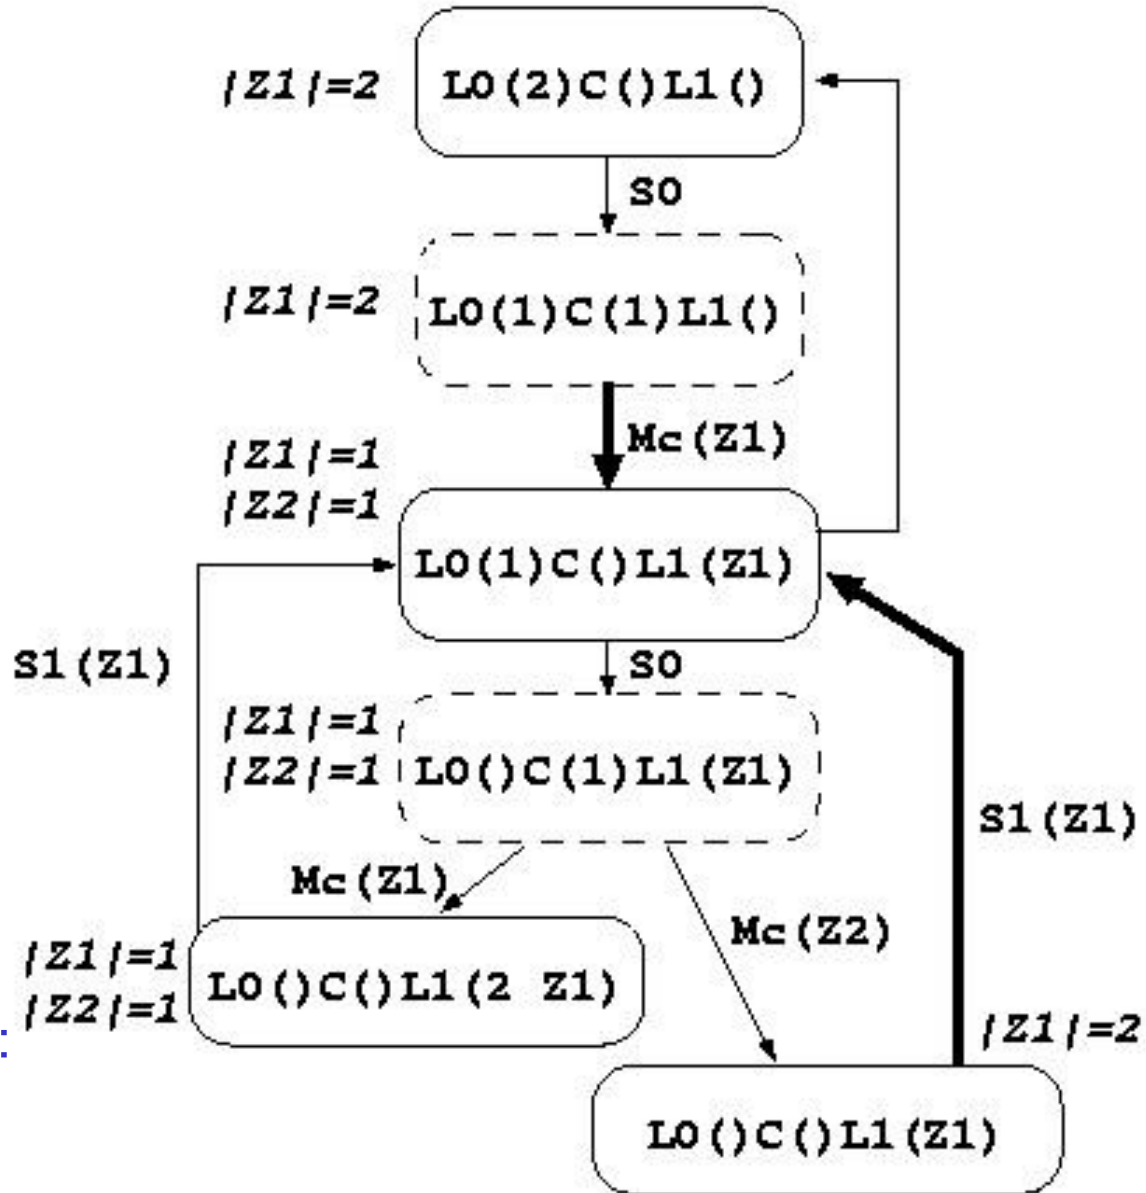 |Z1|=2
L0(2)C()L1()
S0
|Z1|=2
L0(1)C(1)L1()
Mc(Z1)
|Z1|=1
|Z2|=1
L0(1)C()L1(Z1)
S1(Z1)
S0
|Z1|=1
|Z2|=1
L0()C(1)L1(Z1)
S1(Z1)
Mc(Z1)
Mc(Z2)
|Z1|=1
|Z2|=1
L0()C()L1(2 Z1)
:
|Z1|=2
L0()C()L1(Z1)